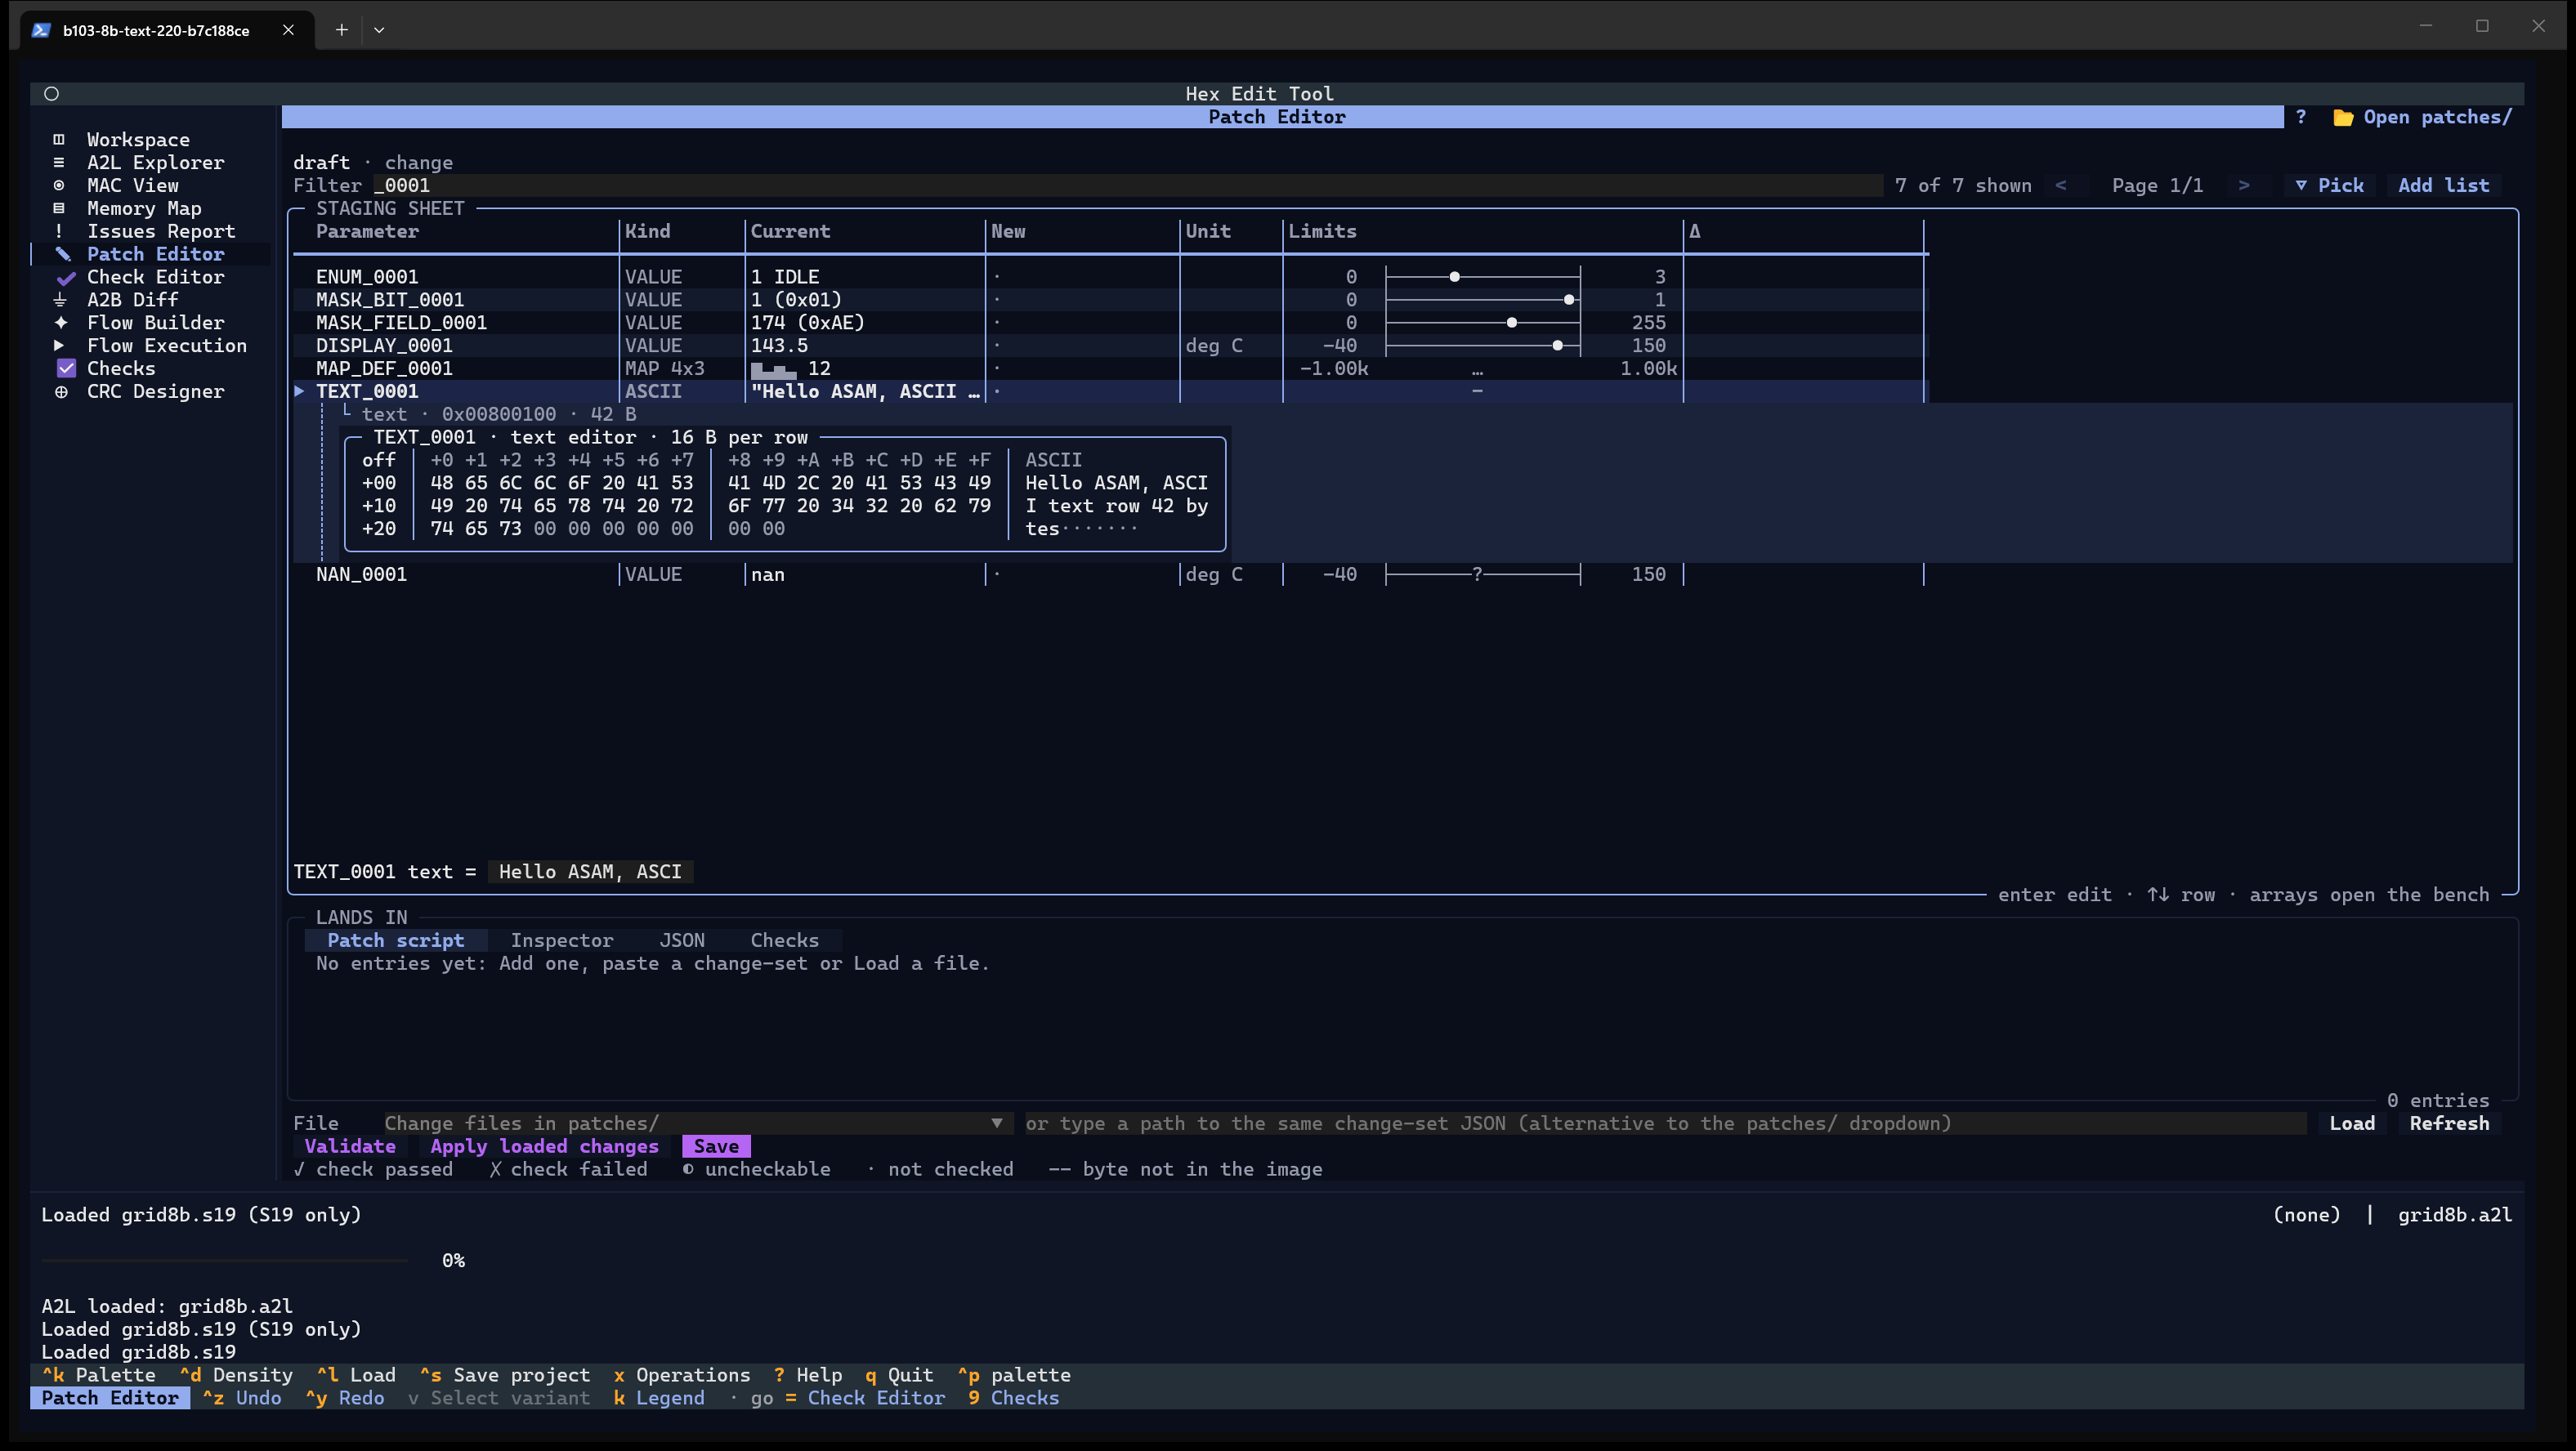 b103-8b-text-220-b7c188ce
Hex Edit Tool
Patch Editor ? Open patches/
Workspace
A2L Explorer
MAC View
Memory Map
! Issues Report
Patch Editor
Check Editor
A2B Diff
Flow Builder
Flow Execution
Checks
CRC Designer
draft · change
Filter _0001 7 of 7 shown < Page 1/1 > ▽ Pick Add list
STAGING SHEET
Parameter Kind Current New Unit Limits Δ
ENUM_0001 VALUE 1 IDLE · 0 3
MASK_BIT_0001 VALUE 1 (0x01) · 0 1
MASK_FIELD_0001 VALUE 174 (0xAE) · 0 255
DISPLAY_0001 VALUE 143.5 · deg C -40 150
MAP_DEF_0001 MAP 4x3 12 · -1.00k … 1.00k
▶ TEXT_0001 ASCII "Hello ASAM, ASCII … · -
text · 0x00800100 · 42 B
TEXT_0001 · text editor · 16 B per row
off +0 +1 +2 +3 +4 +5 +6 +7 +8 +9 +A +B +C +D +E +F ASCII
+00 48 65 6C 6C 6F 20 41 53 41 4D 2C 20 41 53 43 49 Hello ASAM, ASCI
+10 49 20 74 65 78 74 20 72 6F 77 20 34 32 20 62 79 I text row 42 by
+20 74 65 73 00 00 00 00 00 00 00 tes·······
NAN_0001 VALUE nan · deg C -40 ? 150
TEXT_0001 text = Hello ASAM, ASCI
enter edit · ↑↓ row · arrays open the bench
LANDS IN
Patch script Inspector JSON Checks
No entries yet: Add one, paste a change-set or Load a file.
0 entries
File Change files in patches/ ▼ or type a path to the same change-set JSON (alternative to the patches/ dropdown) Load Refresh
Validate Apply loaded changes Save
√ check passed ╳ check failed ◐ uncheckable · not checked -- byte not in the image
Loaded grid8b.s19 (S19 only) (none) | grid8b.a2l
0%
A2L loaded: grid8b.a2l
Loaded grid8b.s19 (S19 only)
Loaded grid8b.s19
^k Palette ^d Density ^l Load ^s Save project x Operations ? Help q Quit ^p palette
Patch Editor ^z Undo ^y Redo v Select variant k Legend · go = Check Editor 9 Checks